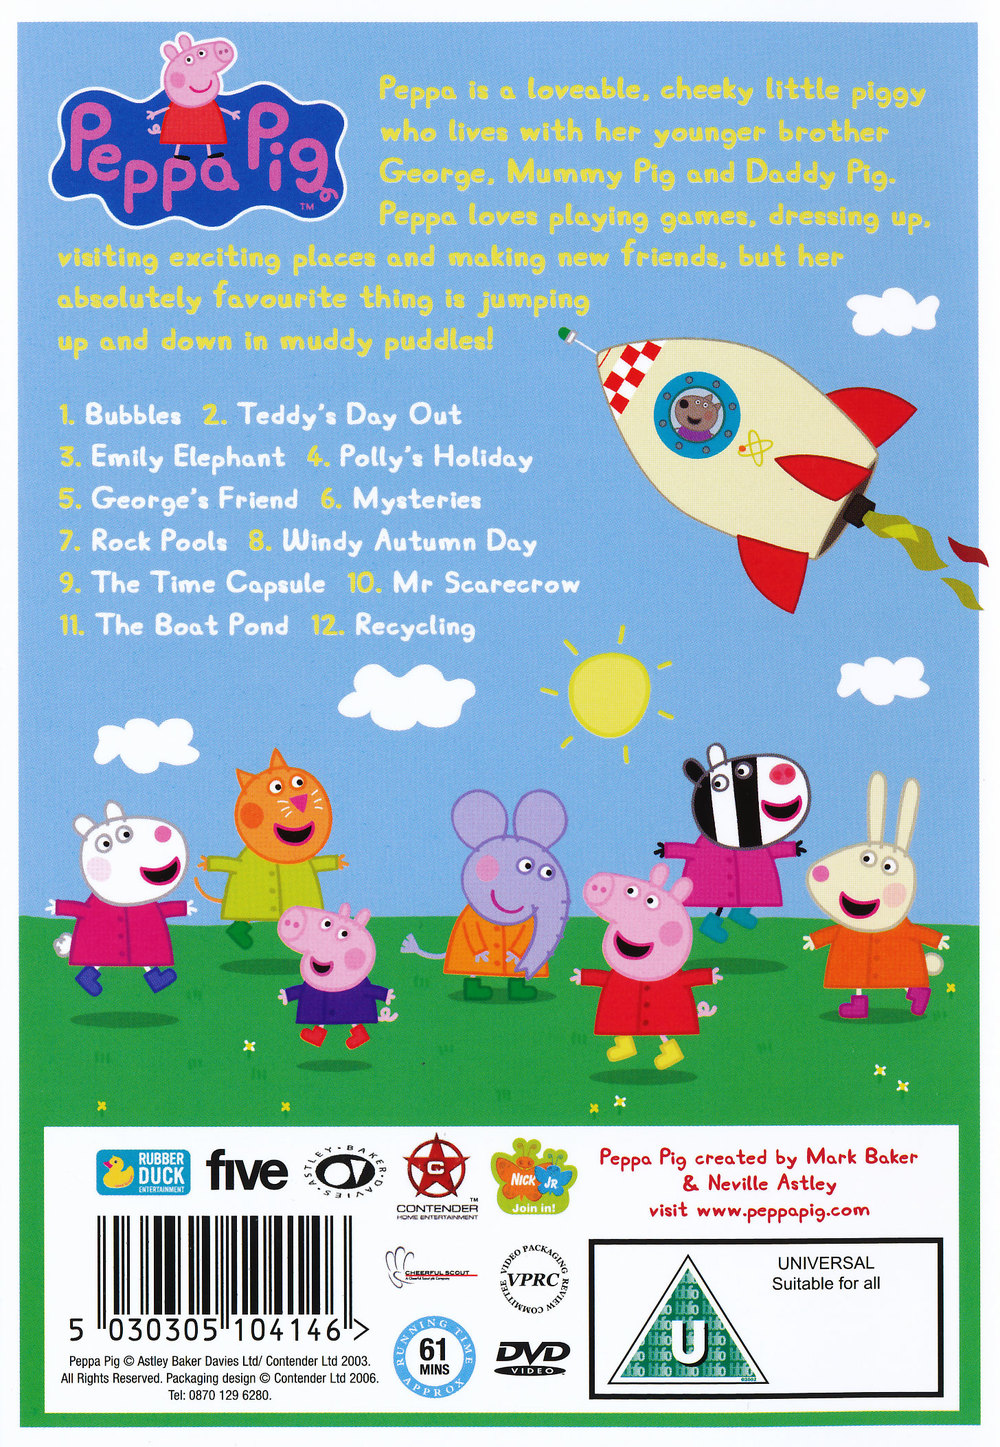 Peppa Pig
TM
Peppa is a loveable, cheeky little piggy
who lives with her younger brother
George, Mummy Pig and Daddy Pig.
Peppa loves playing games, dressing up,
visiting exciting places and making new friends, but her
absolutely favourite thing is jumping
up and down in muddy puddles!
1. Bubbles 2. Teddy's Day Out
3. Emily Elephant 4. Polly's Holiday
5. George's Friend 6. Mysteries
7. Rock Pools 8. Windy Autumn Day
9. The Time Capsule 10. Mr Scarecrow
11. The Boat Pond 12. Recycling
RUBBER
DUCK
ENTERTAINMENT
five
ASTLEY · BAKER · DAVIES ·
C
TM
CONTENDER
HOME ENTERTAINMENT
NICK JR
Join in!
Peppa Pig created by Mark Baker
& Neville Astley
visit www.peppapig.com
CHEERFUL SCOUT
A Cheerful Scout plc Company
VIDEO PACKAGING REVIEW COMMITTEE
VPRC
UNIVERSAL
Suitable for all
U
5 030305 104146 >
RUNNING TIME
61
MINS
APPROX
DVD
VIDEO
Peppa Pig © Astley Baker Davies Ltd/ Contender Ltd 2003.
All Rights Reserved. Packaging design © Contender Ltd 2006.
Tel: 0870 129 6280.